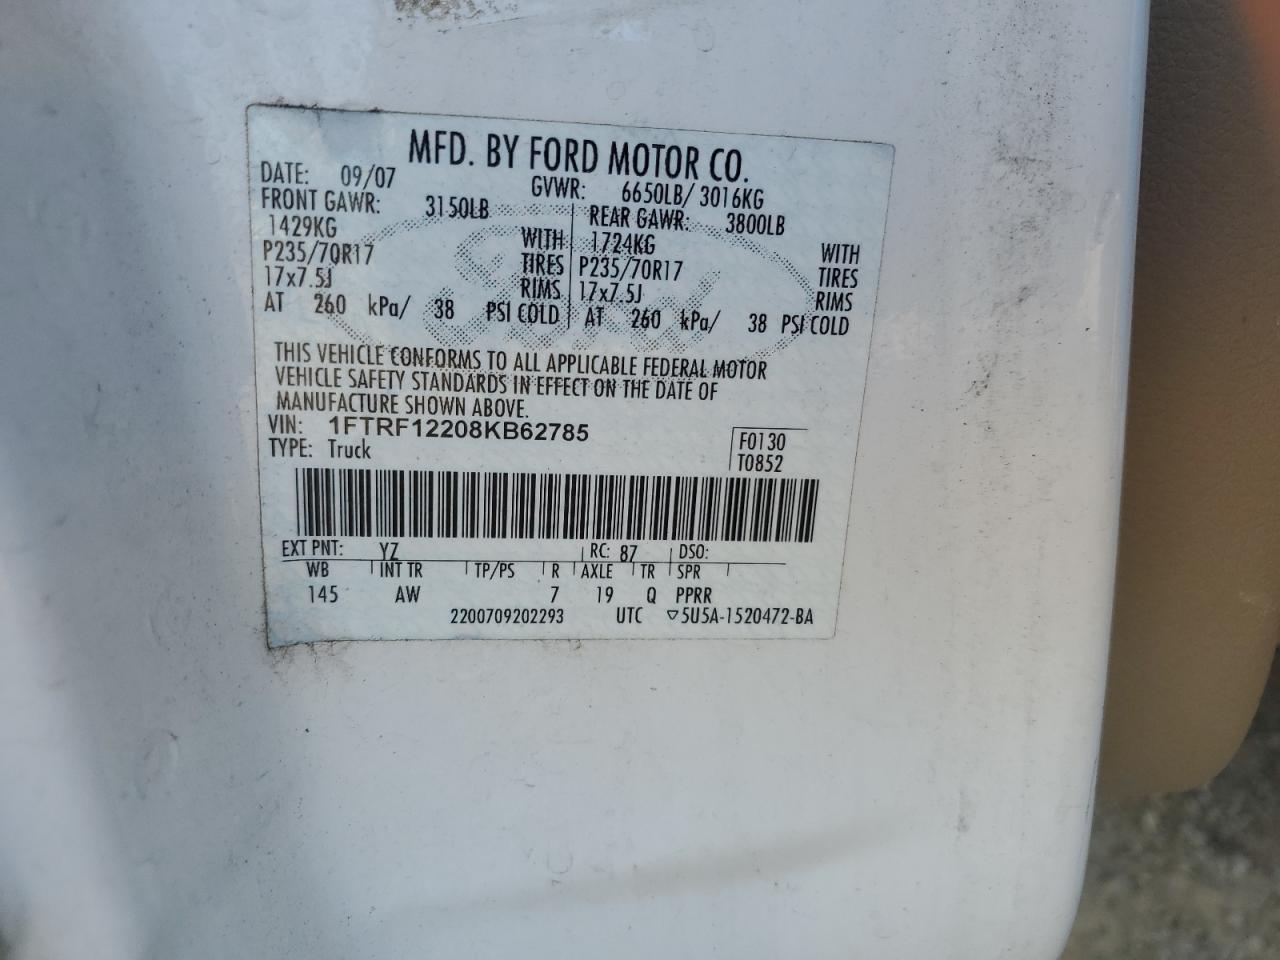 MFD. BY FORD MOTOR CO.
DATE: 09/07 GVWR: 6650LB/ 3016KG
FRONT GAWR: 3150LB REAR GAWR: 3800LB
1429KG WITH 1724KG WITH
P235/70R17 TIRES P235/70R17 TIRES
17x7.5J RIMS 17x7.5J RIMS
AT 260 kPa/ 38 PSI COLD AT 260 kPa/ 38 PSI COLD
THIS VEHICLE CONFORMS TO ALL APPLICABLE FEDERAL MOTOR
VEHICLE SAFETY STANDARDS IN EFFECT ON THE DATE OF
MANUFACTURE SHOWN ABOVE.
VIN: 1FTRF12208KB62785
TYPE: Truck
F0130
T0852
EXT PNT: YZ RC: 87 DSO:
WB INT TR TP/PS R AXLE TR SPR
145 AW 7 19 Q PPRR
2200709202293 UTC ▽5U5A-1520472-BA